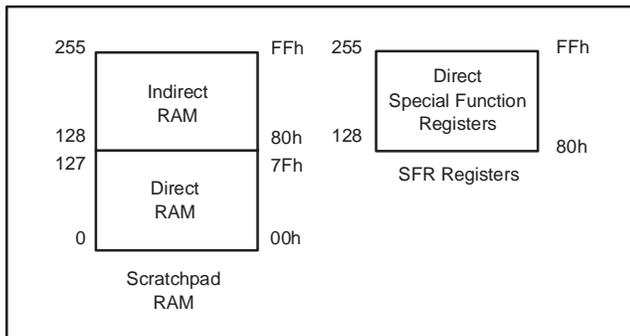 255
FFh
Indirect
RAM
128
80h
127
7Fh
Direct
RAM
0
00h
Scratchpad
RAM
255
FFh
Direct
Special Function
Registers
128
80h
SFR Registers